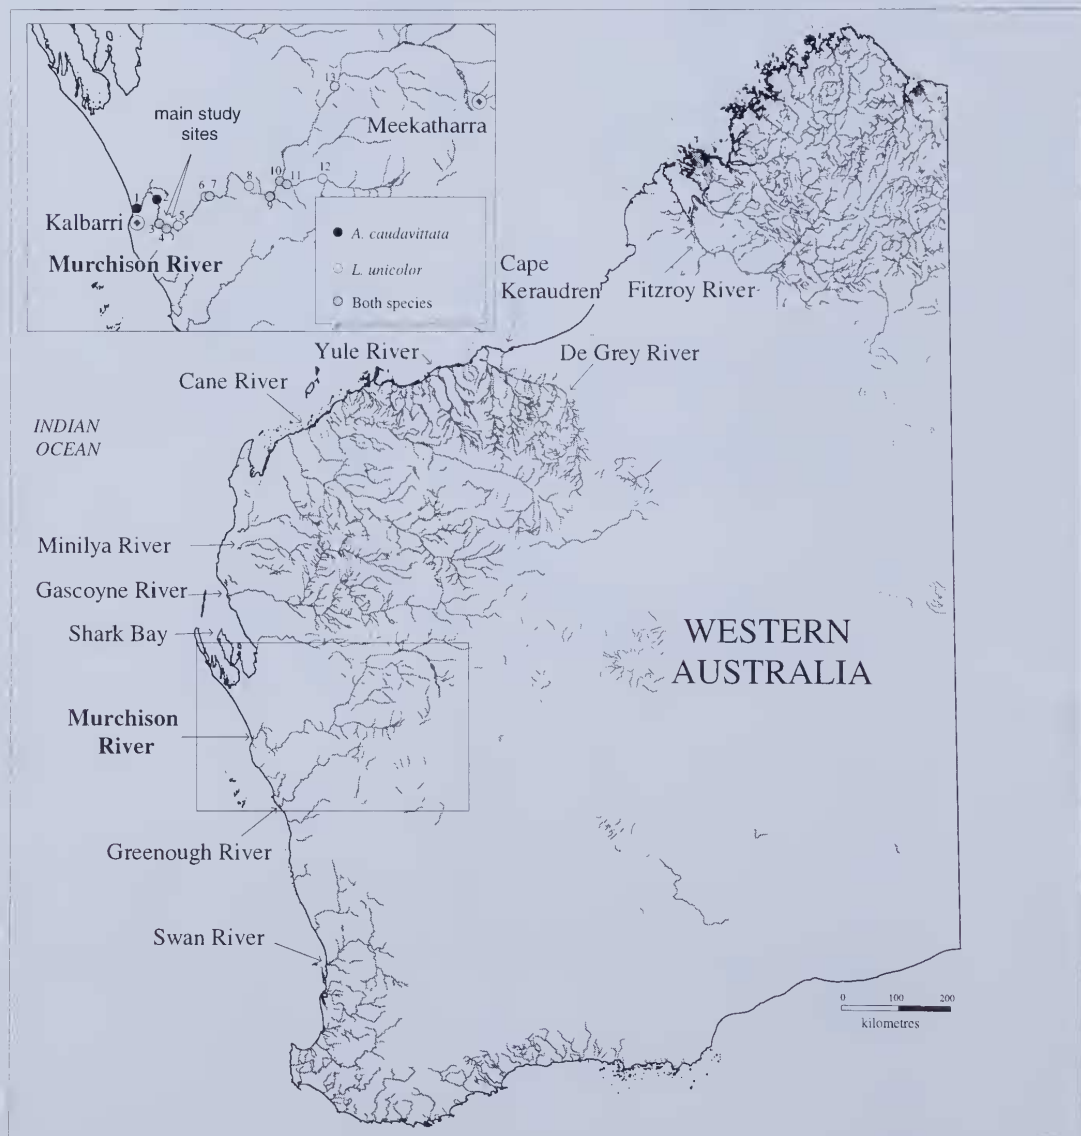 13
Meekatharra
main study
sites
1
2
3
4
5
6
7
8
9
10
11
12
Kalbarri
Murchison River
A. caudavittata
L. unicolor
Both species
Cape
Keraudren
Fitzroy River
Yule River
De Grey River
Cane River
INDIAN
OCEAN
Minilya River
Gascoyne River
Shark Bay
WESTERN
AUSTRALIA
Murchison
River
Greenough River
Swan River
0 100 200
kilometres